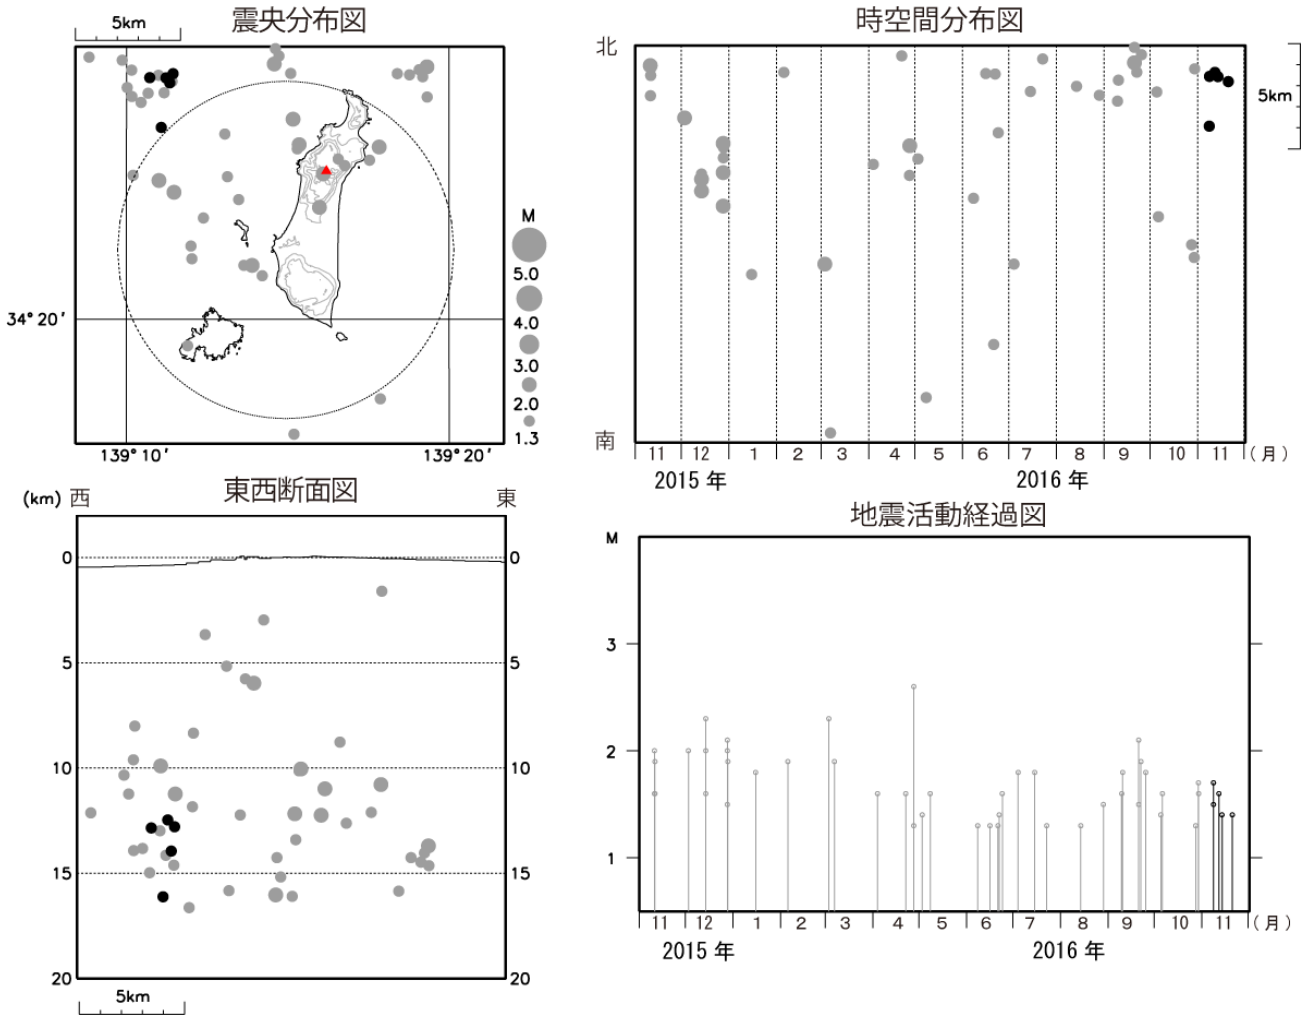 震央分布図
5km
M
5.0
4.0
3.0
2.0
1.3
34° 20′
139° 10′
139° 20′
時空間分布図
北
南
5km
11 12 1 2 3 4 5 6 7 8 9 10 11 (月)
2015 年 2016 年
東西断面図
(km) 西 東
0 0
5 5
10 10
15 15
20 20
5km
地震活動経過図
M
3
2
1
11 12 1 2 3 4 5 6 7 8 9 10 11 (月)
2015 年 2016 年